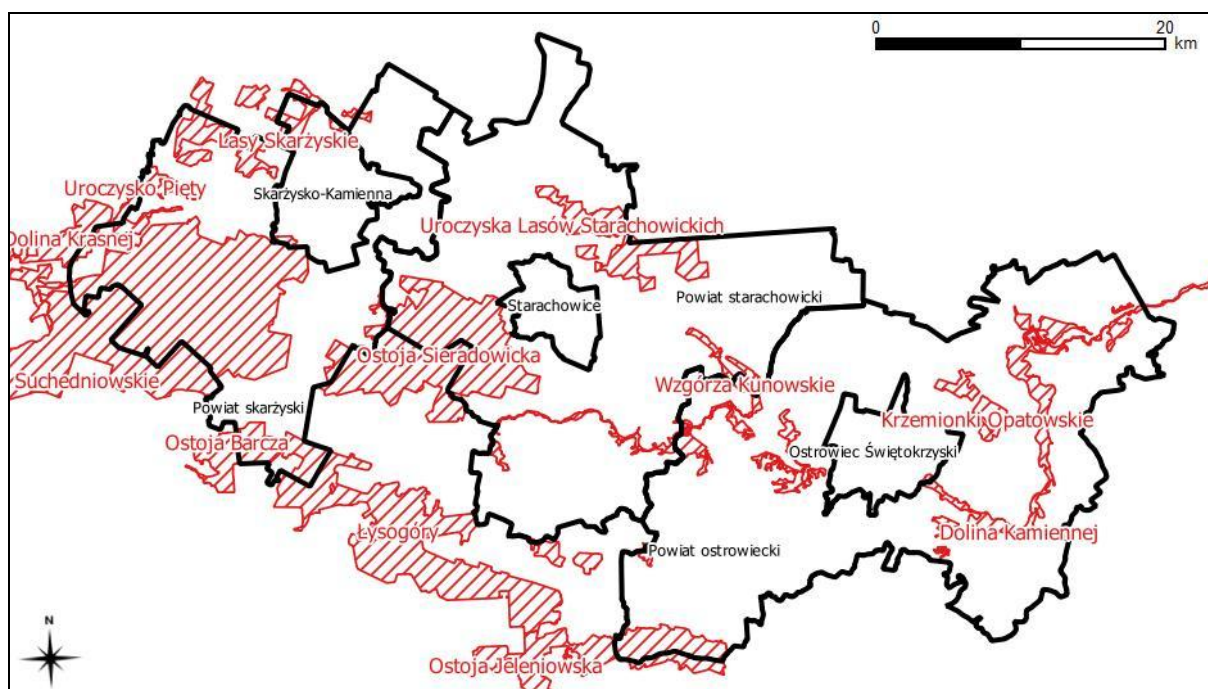 0 20
km
Lasy Skarżyskie
Uroczysko Pięty
Skarżysko-Kamienna
Uroczyska Lasów Starachowickich
Dolina Krasnej
Powiat starachowicki
Starachowice
Ostoja Sieradowicka
Suchedniowskie
Wzgórza Kunowskie
Powiat skarżyski
Krzemionki Opatowskie
Ostoja Barcza
Ostrowiec Świętokrzyski
Łysogóry
Dolina Kamiennej
Powiat ostrowiecki
N
Ostoja Jeleniowska